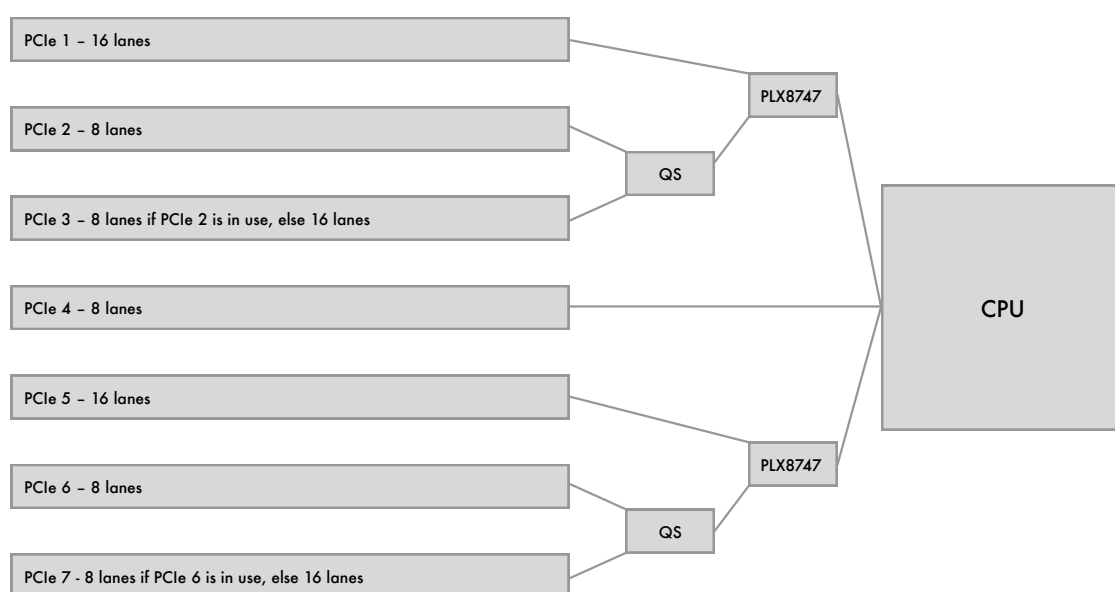 PCIe 1 – 16 lanes
PLX8747
PCIe 2 – 8 lanes
QS
PCIe 3 – 8 lanes if PCIe 2 is in use, else 16 lanes
PCIe 4 – 8 lanes
CPU
PCIe 5 – 16 lanes
PLX8747
PCIe 6 – 8 lanes
QS
PCIe 7 - 8 lanes if PCIe 6 is in use, else 16 lanes